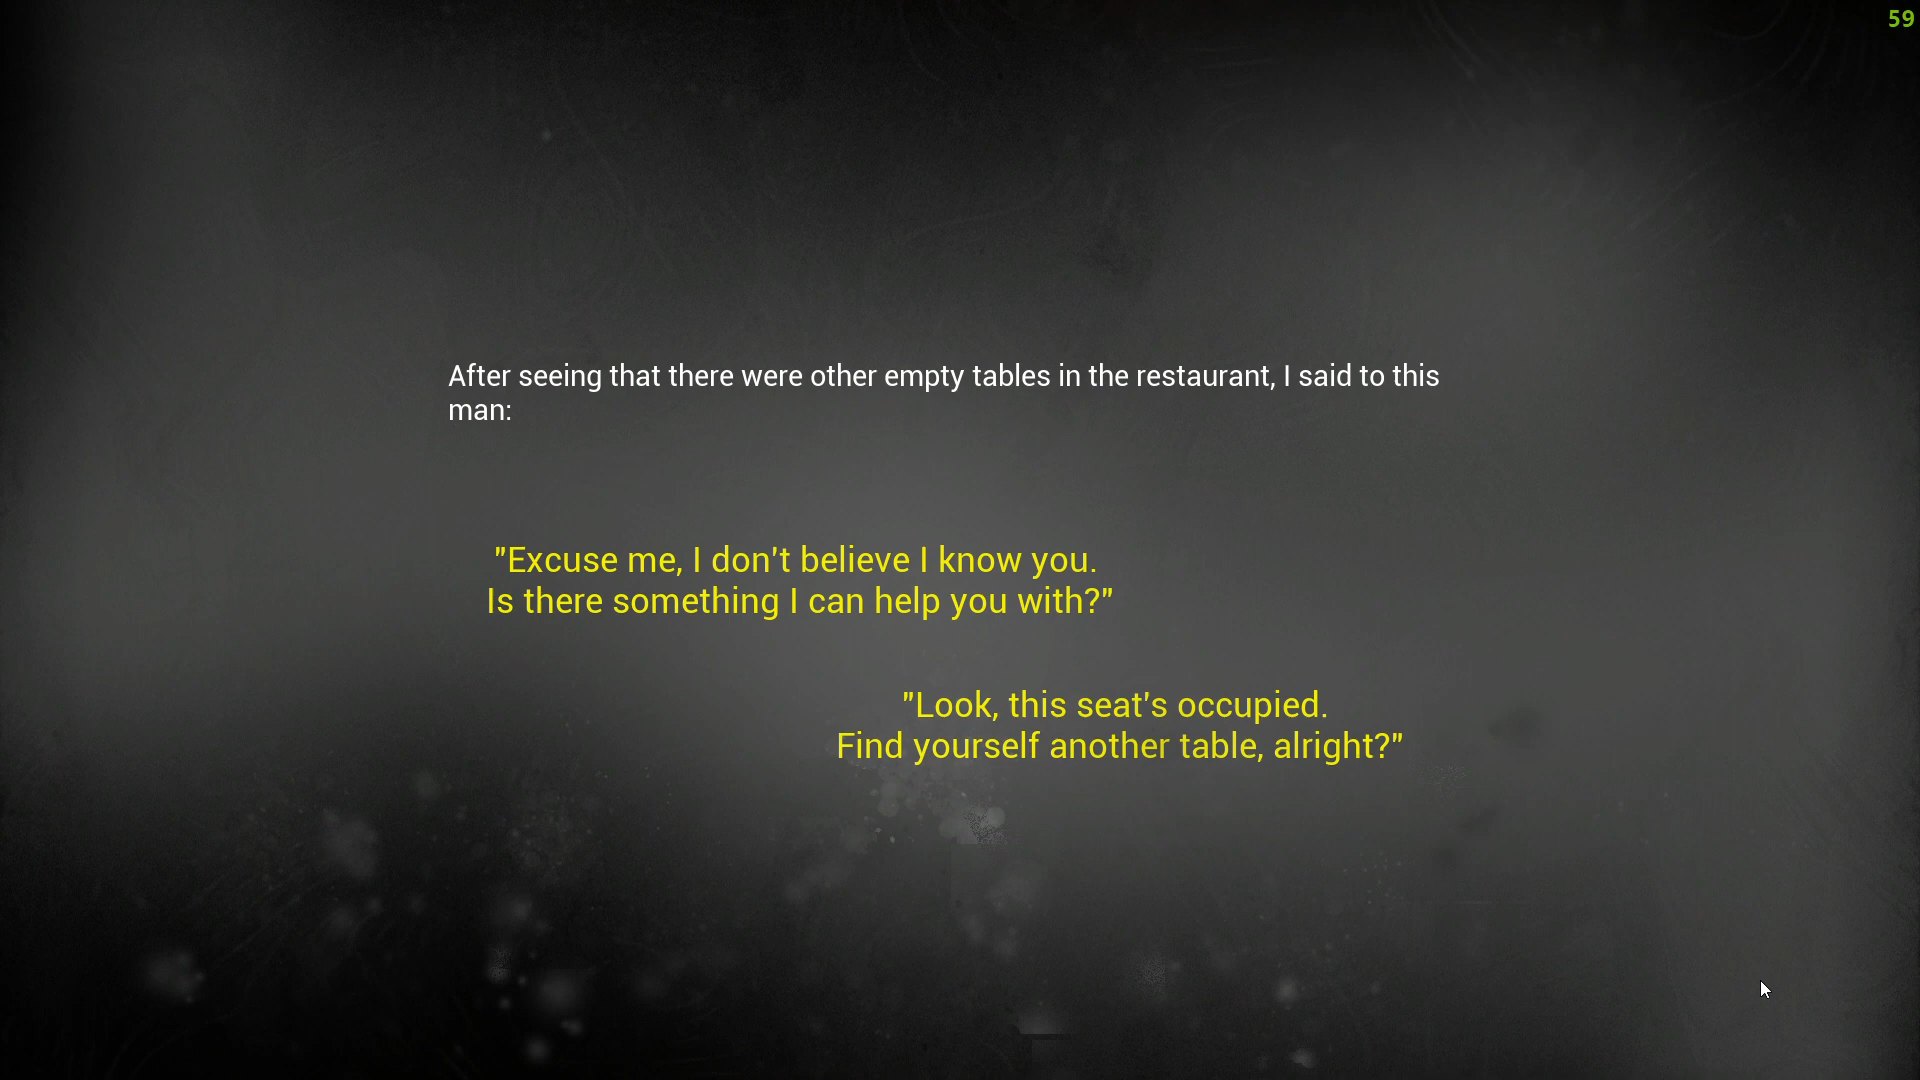 59
After seeing that there were other empty tables in the restaurant, I said to this
man:
"Excuse me, I don't believe I know you.
Is there something I can help you with?"
"Look, this seat's occupied.
Find yourself another table, alright?"